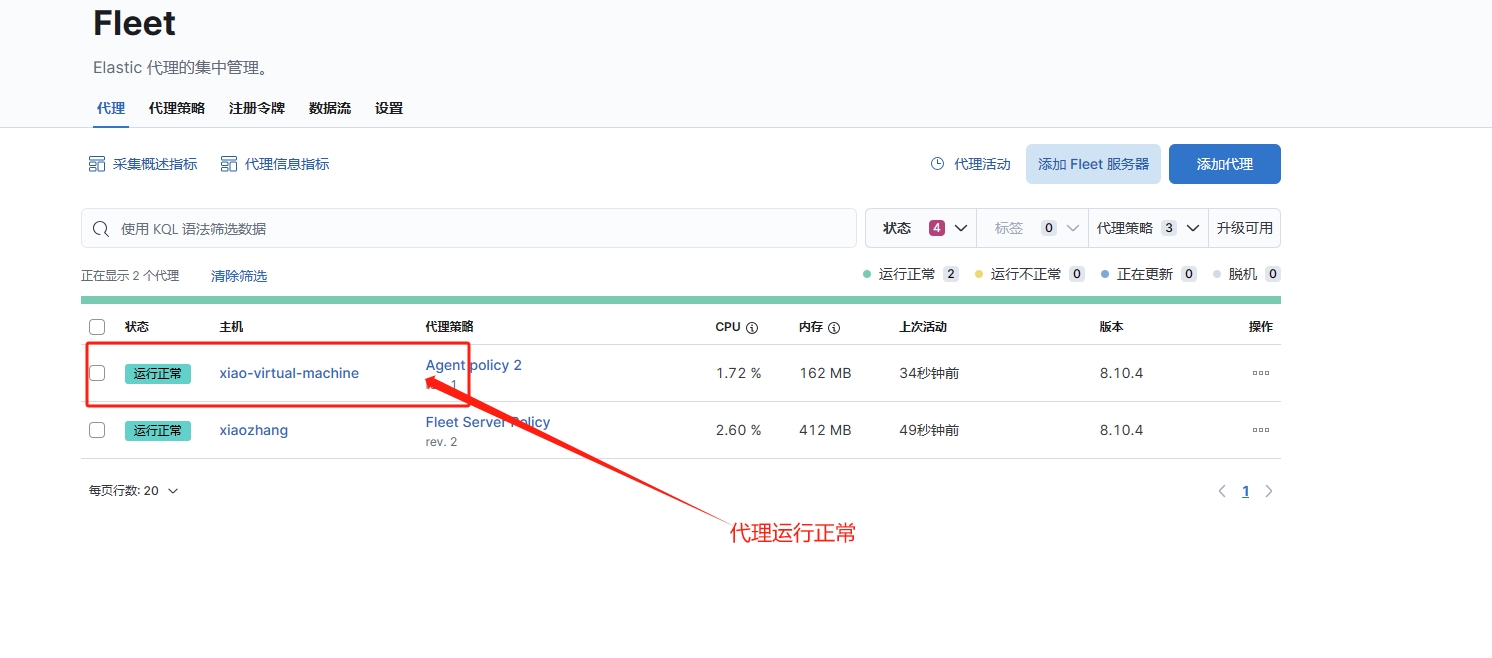 Fleet
Elastic 代理的集中管理。
代理 代理策略 注册令牌 数据流 设置
采集概述指标 代理信息指标 代理活动 添加 Fleet 服务器 添加代理
使用 KQL 语法筛选数据 状态 4 标签 0 代理策略 3 升级可用
正在显示 2 个代理 清除筛选 运行正常 2 运行不正常 0 正在更新 0 脱机 0
状态 主机 代理策略 CPU 内存 上次活动 版本 操作
运行正常 xiao-virtual-machine Agent policy 2 1.72 % 162 MB 34秒钟前 8.10.4
1
运行正常 xiaozhang Fleet Server Policy 2.60 % 412 MB 49秒钟前 8.10.4
rev. 2
每页行数: 20 1
代理运行正常